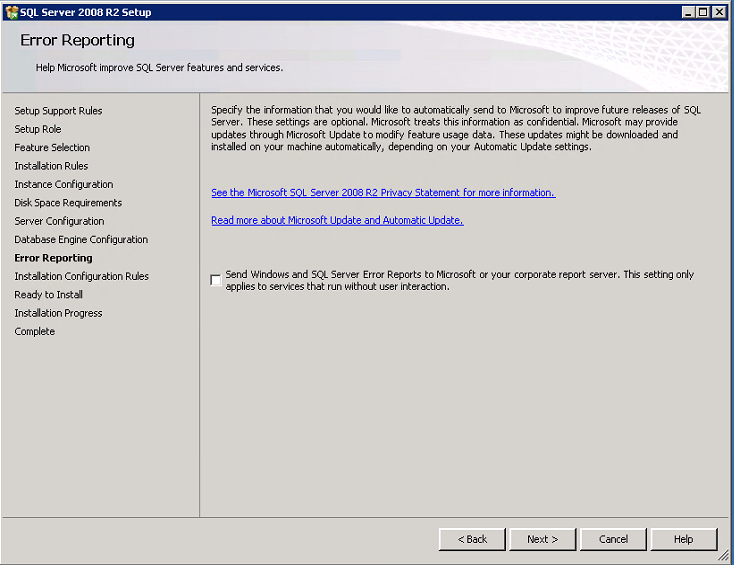 SQL Server 2008 R2 Setup
Error Reporting
Help Microsoft improve SQL Server features and services.
Setup Support Rules
Setup Role
Feature Selection
Installation Rules
Instance Configuration
Disk Space Requirements
Server Configuration
Database Engine Configuration
Error Reporting
Installation Configuration Rules
Ready to Install
Installation Progress
Complete
Specify the information that you would like to automatically send to Microsoft to improve future releases of SQL
Server. These settings are optional. Microsoft treats this information as confidential. Microsoft may provide
updates through Microsoft Update to modify feature usage data. These updates might be downloaded and
installed on your machine automatically, depending on your Automatic Update settings.
See the Microsoft SQL Server 2008 R2 Privacy Statement for more information.
Read more about Microsoft Update and Automatic Update.
Send Windows and SQL Server Error Reports to Microsoft or your corporate report server. This setting only
applies to services that run without user interaction.
< Back
Next >
Cancel
Help